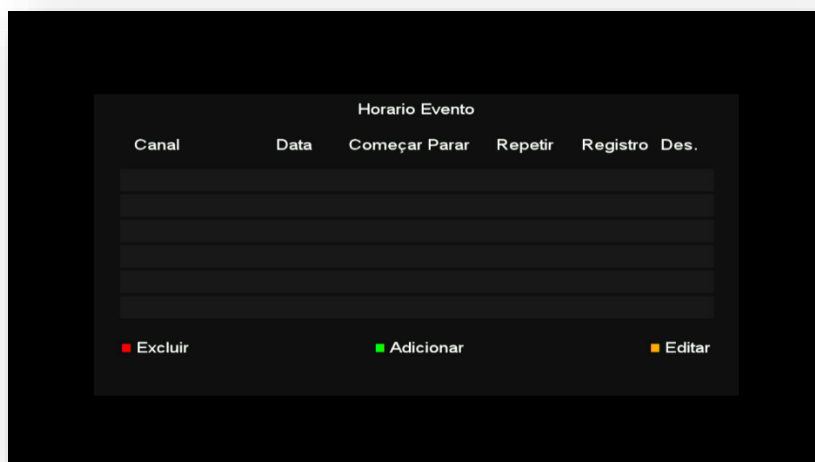 Horario Evento
Canal Data Começar Parar Repetir Registro Des.
Excluir Adicionar Editar